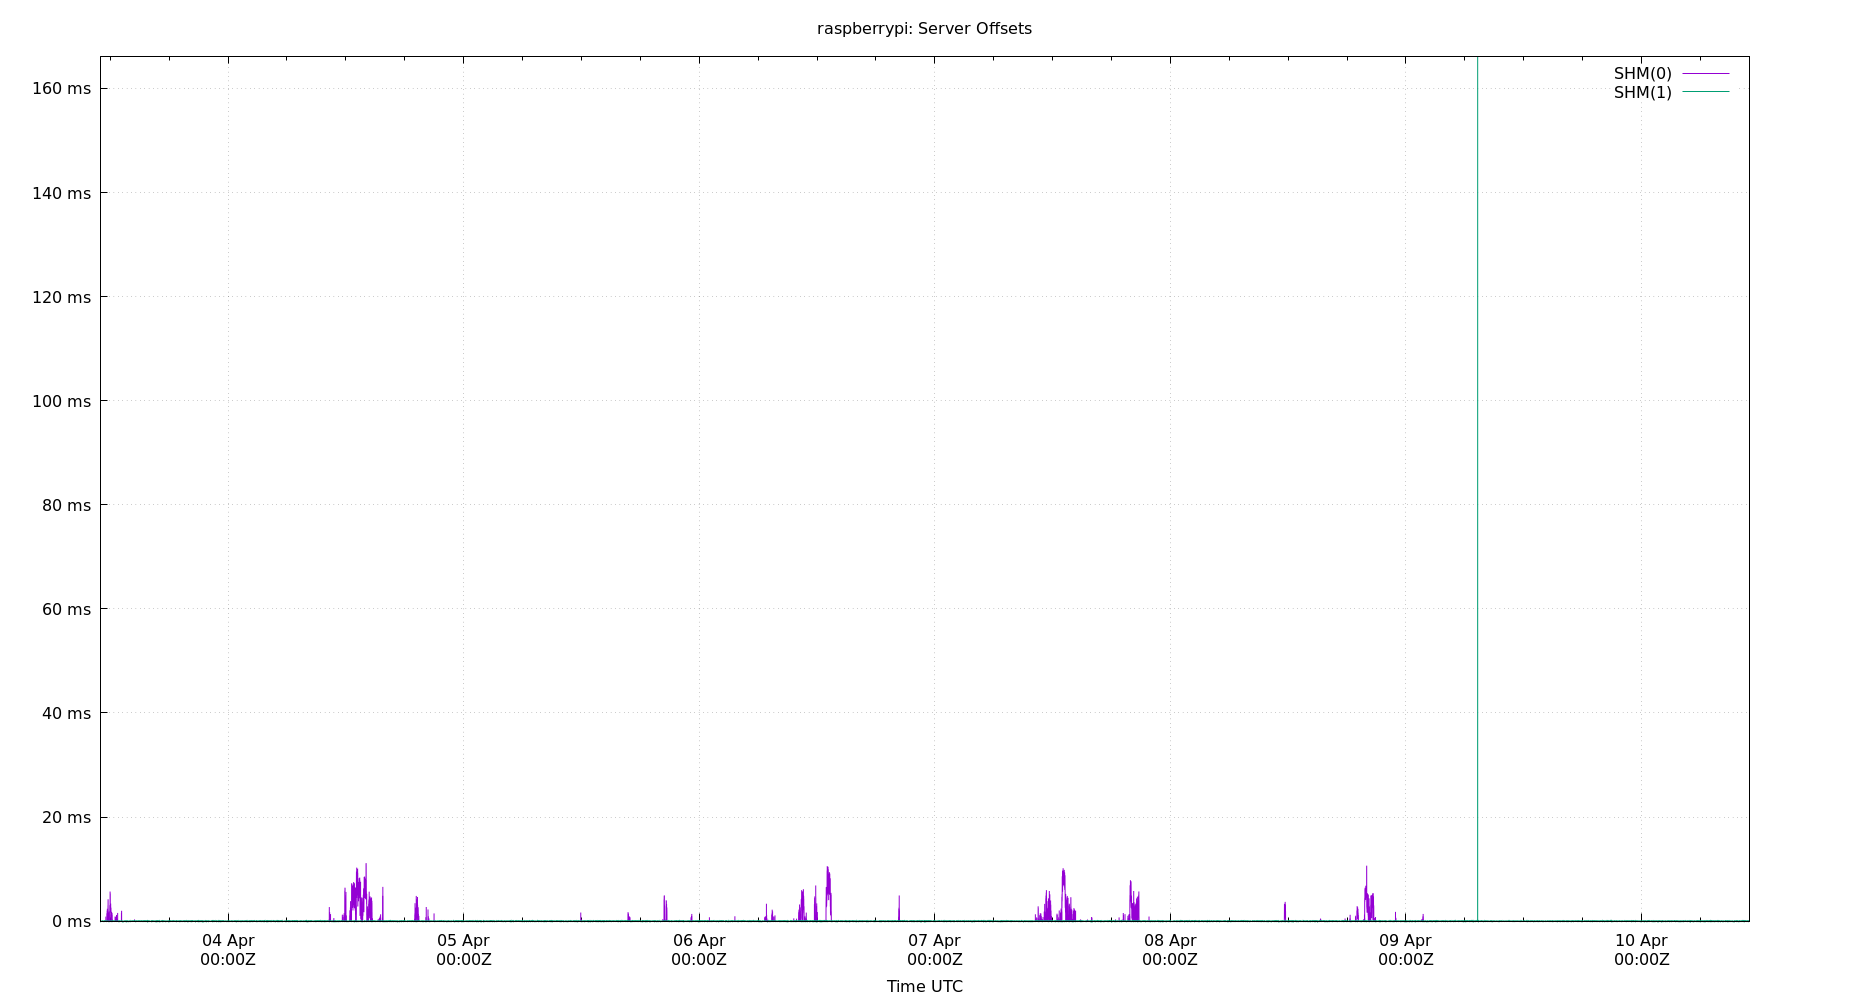 raspberrypi: Server Offsets
SHM(0)
SHM(1)
160 ms
140 ms
120 ms
100 ms
80 ms
60 ms
40 ms
20 ms
0 ms
04 Apr 05 Apr 06 Apr 07 Apr 08 Apr 09 Apr 10 Apr
00:00Z 00:00Z 00:00Z 00:00Z 00:00Z 00:00Z 00:00Z
Time UTC